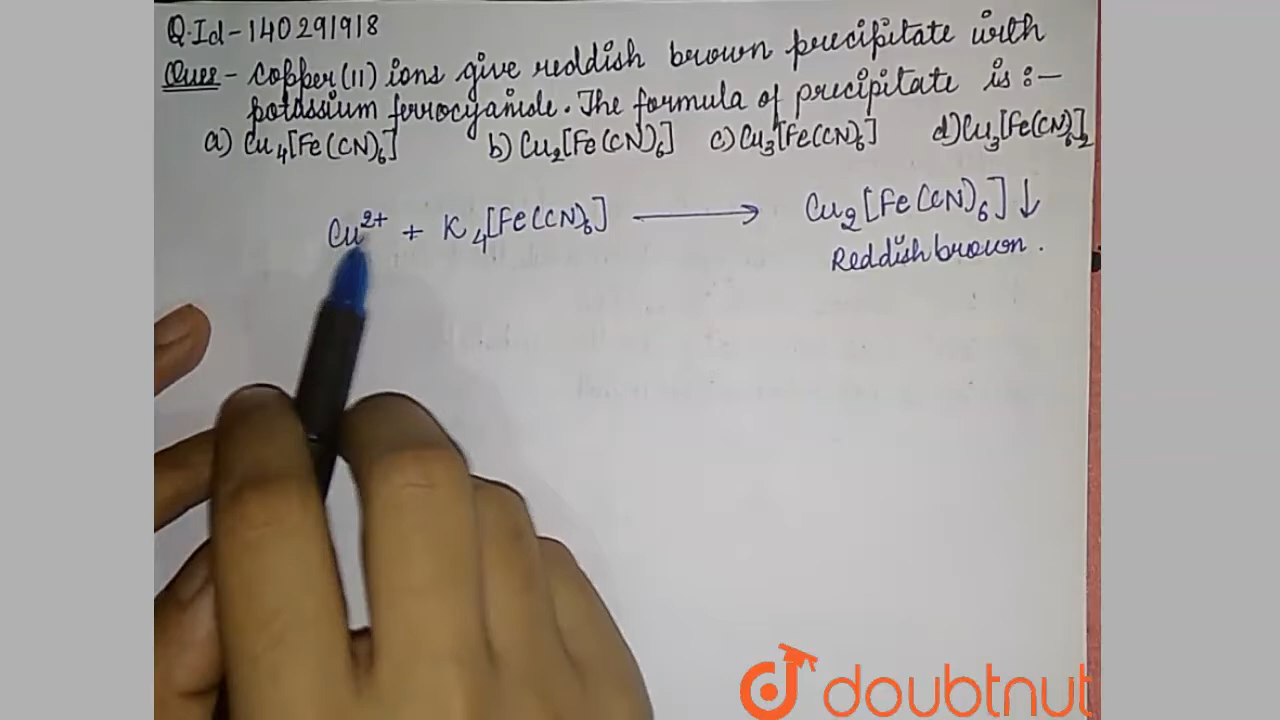 Q.Id - 140291918
Ques - Copper(11) ions give reddish brown precipitate with
potassium ferrocyanide. The formula of precipitate is :-
a) Cu4[Fe(CN)6] b) Cu2[Fe(CN)6] c) Cu3[Fe(CN)6] d) Cu3[Fe(CN)6]2
Cu2+ + K4[Fe(CN)6] ⟶ Cu2[Fe(CN)6]↓
Reddish brown.
doubtnut